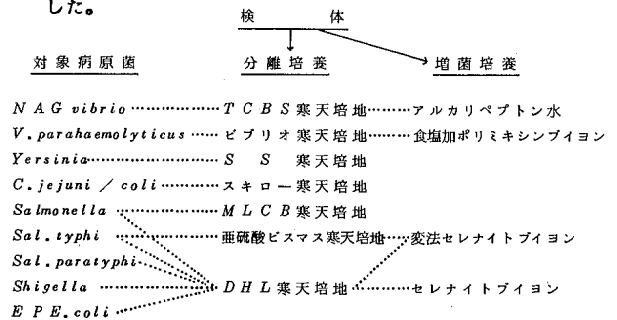 した。
検 体
対象病原菌 分離培養 増菌培養
NAG vibrio ……………… TCBS寒天培地 ……… アルカリペプトン水
V.parahaemolyticus …… ビブリオ寒天培地 ……… 食塩加ポリミキシンブイヨン
Yersinia ……………………… SS寒天培地
C.jejuni / coli ………… スキロー寒天培地
Salmonella ……………… MLCB寒天培地
Sal.typhi ……………… 亜硫酸ビスマス寒天培地 …… 変法セレナイトブイヨン
Sal.paratyphi
Shigella ……………… DHL寒天培地 ……… セレナイトブイヨン
EPE.coli